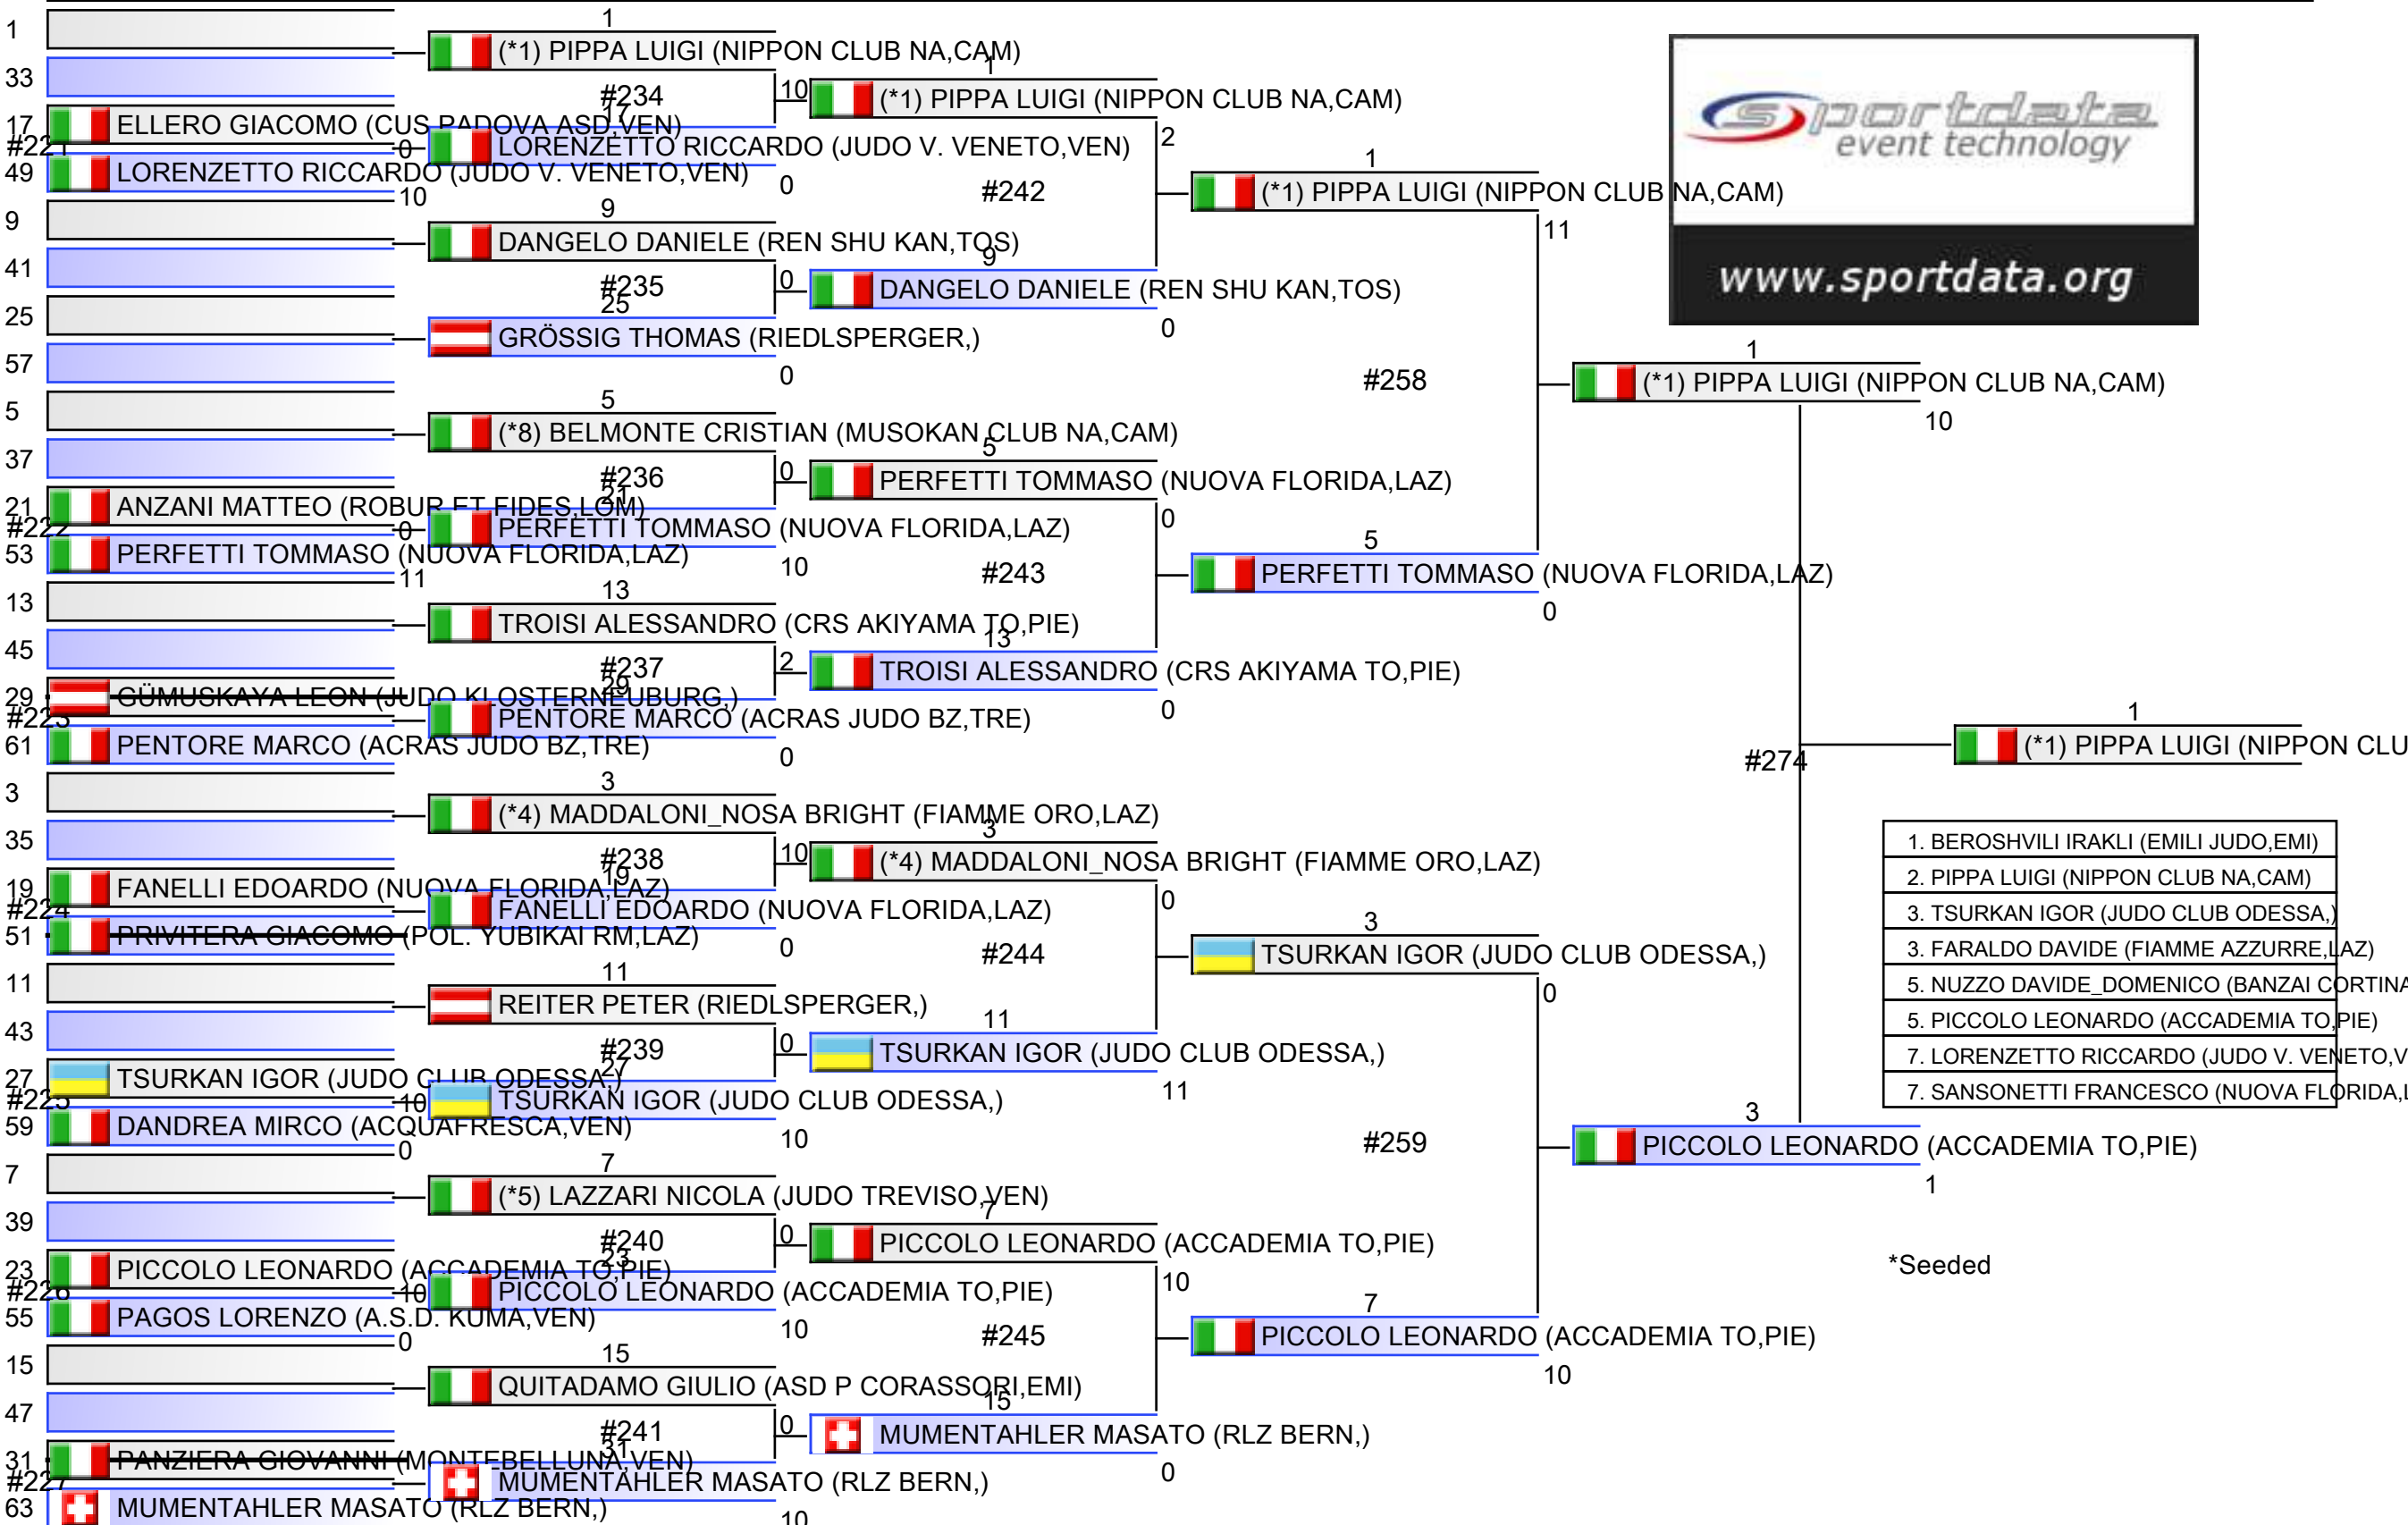 1
33
17 ELLERO GIACOMO (CUS PADOVA ASD,VEN)
#221 0
49 LORENZETTO RICCARDO (JUDO V. VENETO,VEN)
10
9
41
25
57
5
37
21 ANZANI MATTEO (ROBUR ET FIDES,LOM)
#222 0
53 PERFETTI TOMMASO (NUOVA FLORIDA,LAZ)
11
13
45
29 GÜMUSKAYA LEON (JUDO KLOSTERNEUBURG,)
#223
61 PENTORE MARCO (ACRAS JUDO BZ,TRE)
3
35
19 FANELLI EDOARDO (NUOVA FLORIDA,LAZ)
#224
51 PRIVITERA GIACOMO (POL. YUBIKAI RM,LAZ)
11
43
27 TSURKAN IGOR (JUDO CLUB ODESSA,)
#225 10
59 DANDREA MIRCO (ACQUAFRESCA,VEN)
0
7
39
23 PICCOLO LEONARDO (ACCADEMIA TO,PIE)
#226 10
55 PAGOS LORENZO (A.S.D. KUMA,VEN)
0
15
47
31 PANZIERA GIOVANNI (MONTEBELLUNA,VEN)
#227
63 MUMENTAHLER MASATO (RLZ BERN,)
1
(*1) PIPPA LUIGI (NIPPON CLUB NA,CAM)
#234 10
17
LORENZETTO RICCARDO (JUDO V. VENETO,VEN)
0
9
DANGELO DANIELE (REN SHU KAN,TOS)
#235 0
25
GRÖSSIG THOMAS (RIEDLSPERGER,)
0
5
(*8) BELMONTE CRISTIAN (MUSOKAN CLUB NA,CAM)
#236 0
21
PERFETTI TOMMASO (NUOVA FLORIDA,LAZ)
10
13
TROISI ALESSANDRO (CRS AKIYAMA TO,PIE)
#237 2
29
PENTORE MARCO (ACRAS JUDO BZ,TRE)
0
3
(*4) MADDALONI_NOSA BRIGHT (FIAMME ORO,LAZ)
#238 10
19
FANELLI EDOARDO (NUOVA FLORIDA,LAZ)
0
11
REITER PETER (RIEDLSPERGER,)
#239 0
27
TSURKAN IGOR (JUDO CLUB ODESSA,)
10
7
(*5) LAZZARI NICOLA (JUDO TREVISO,VEN)
#240 0
23
PICCOLO LEONARDO (ACCADEMIA TO,PIE)
10
15
QUITADAMO GIULIO (ASD P CORASSORI,EMI)
#241 0
31
MUMENTAHLER MASATO (RLZ BERN,)
10
1
(*1) PIPPA LUIGI (NIPPON CLUB NA,CAM)
2
#242
9
DANGELO DANIELE (REN SHU KAN,TOS)
0
5
PERFETTI TOMMASO (NUOVA FLORIDA,LAZ)
0
#243
13
TROISI ALESSANDRO (CRS AKIYAMA TO,PIE)
0
3
(*4) MADDALONI_NOSA BRIGHT (FIAMME ORO,LAZ)
0
#244
11
TSURKAN IGOR (JUDO CLUB ODESSA,)
11
7
PICCOLO LEONARDO (ACCADEMIA TO,PIE)
10
#245
15
MUMENTAHLER MASATO (RLZ BERN,)
0
1
(*1) PIPPA LUIGI (NIPPON CLUB NA,CAM)
11
#258
5
PERFETTI TOMMASO (NUOVA FLORIDA,LAZ)
0
3
TSURKAN IGOR (JUDO CLUB ODESSA,)
0
#259
7
PICCOLO LEONARDO (ACCADEMIA TO,PIE)
10
sportdata
event technology
www.sportdata.org
1
(*1) PIPPA LUIGI (NIPPON CLUB NA,CAM)
10
#274
3
PICCOLO LEONARDO (ACCADEMIA TO,PIE)
1
1
(*1) PIPPA LUIGI (NIPPON CLU
1. BEROSHVILI IRAKLI (EMILI JUDO,EMI)
2. PIPPA LUIGI (NIPPON CLUB NA,CAM)
3. TSURKAN IGOR (JUDO CLUB ODESSA,)
3. FARALDO DAVIDE (FIAMME AZZURRE,LAZ)
5. NUZZO DAVIDE_DOMENICO (BANZAI CORTINA
5. PICCOLO LEONARDO (ACCADEMIA TO,PIE)
7. LORENZETTO RICCARDO (JUDO V. VENETO,V
7. SANSONETTI FRANCESCO (NUOVA FLORIDA,L
*Seeded